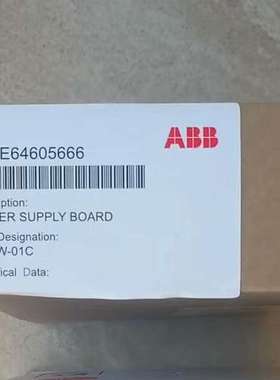 ABB
E64605666
ption:
ER SUPPLY BOARD
Designation:
W-01C
ical Data: